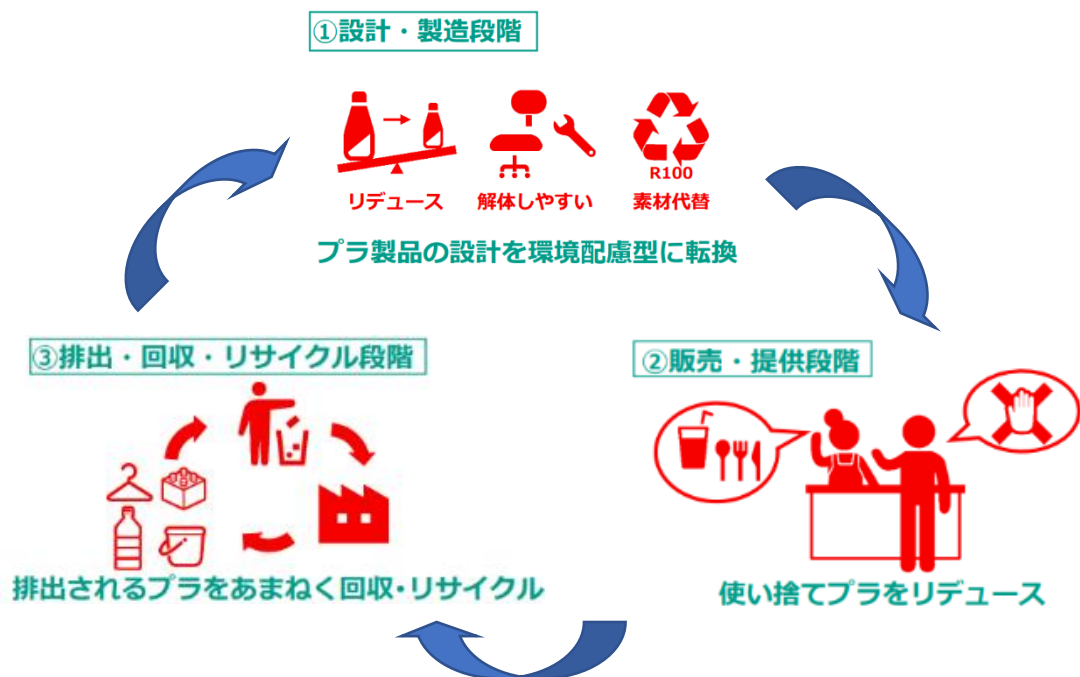 ①設計・製造段階
R100
リデュース
解体しやすい
素材代替
プラ製品の設計を環境配慮型に転換
②販売・提供段階
使い捨てプラをリデュース
③排出・回収・リサイクル段階
排出されるプラをあまねく回収・リサイクル